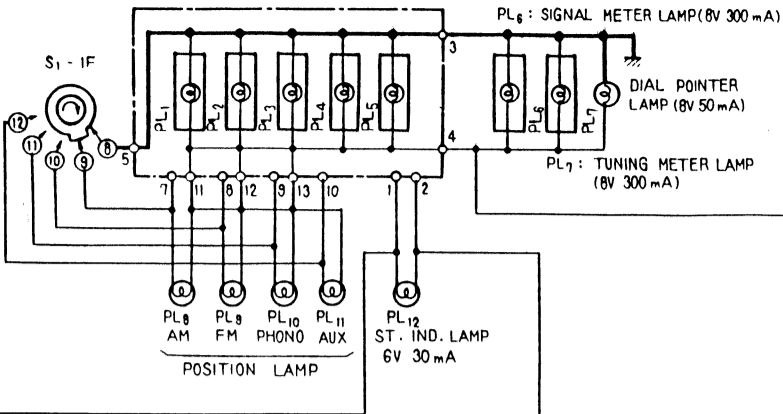 PL6 : SIGNAL METER LAMP(8V 300 mA)
S1 - 1F
3
PL1
PL2
PL3
PL4
PL5
PL6
PL7
DIAL POINTER
LAMP (8V 50 mA)
12
11
10
9
8
5
4
PL7 : TUNING METER LAMP
(8V 300 mA)
7 11 8 12 9 13 10 1 2
PL8 PL9 PL10 PL11 PL12
AM FM PHONO AUX ST. IND. LAMP
6V 30 mA
POSITION LAMP